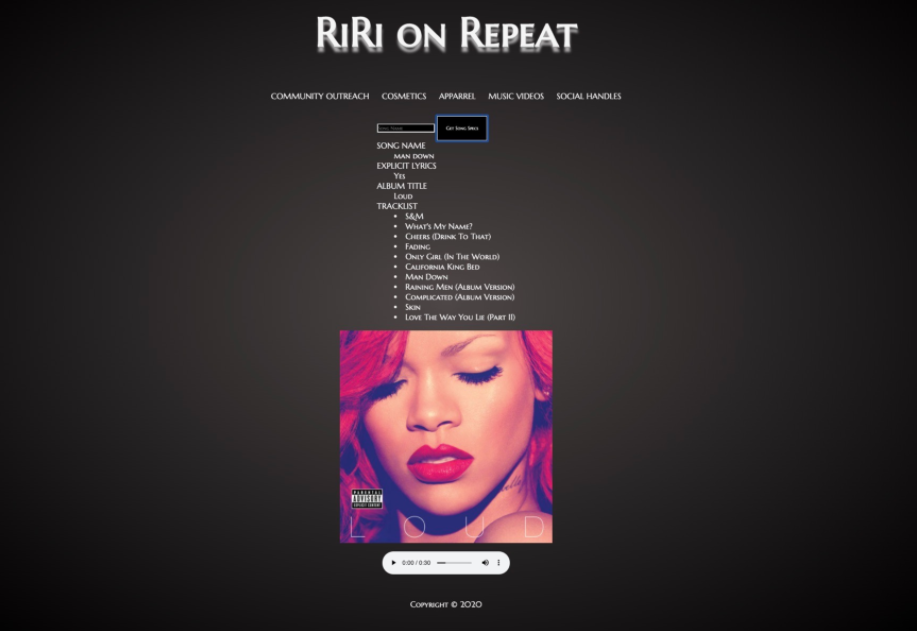 RiRi on Repeat
COMMUNITY OUTREACH COSMETICS APPARREL MUSIC VIDEOS SOCIAL HANDLES
Song Name Get Song Specs
SONG NAME
man down
EXPLICIT LYRICS
Yes
ALBUM TITLE
Loud
TRACKLIST
• S&M
• What's My Name?
• Cheers (Drink To That)
• Fading
• Only Girl (In The World)
• California King Bed
• Man Down
• Raining Men (Album Version)
• Complicated (Album Version)
• Skin
• Love The Way You Lie (Part II)
PARENTAL
ADVISORY
EXPLICIT CONTENT
LOUD
0:00 / 0:30
Copyright © 2020